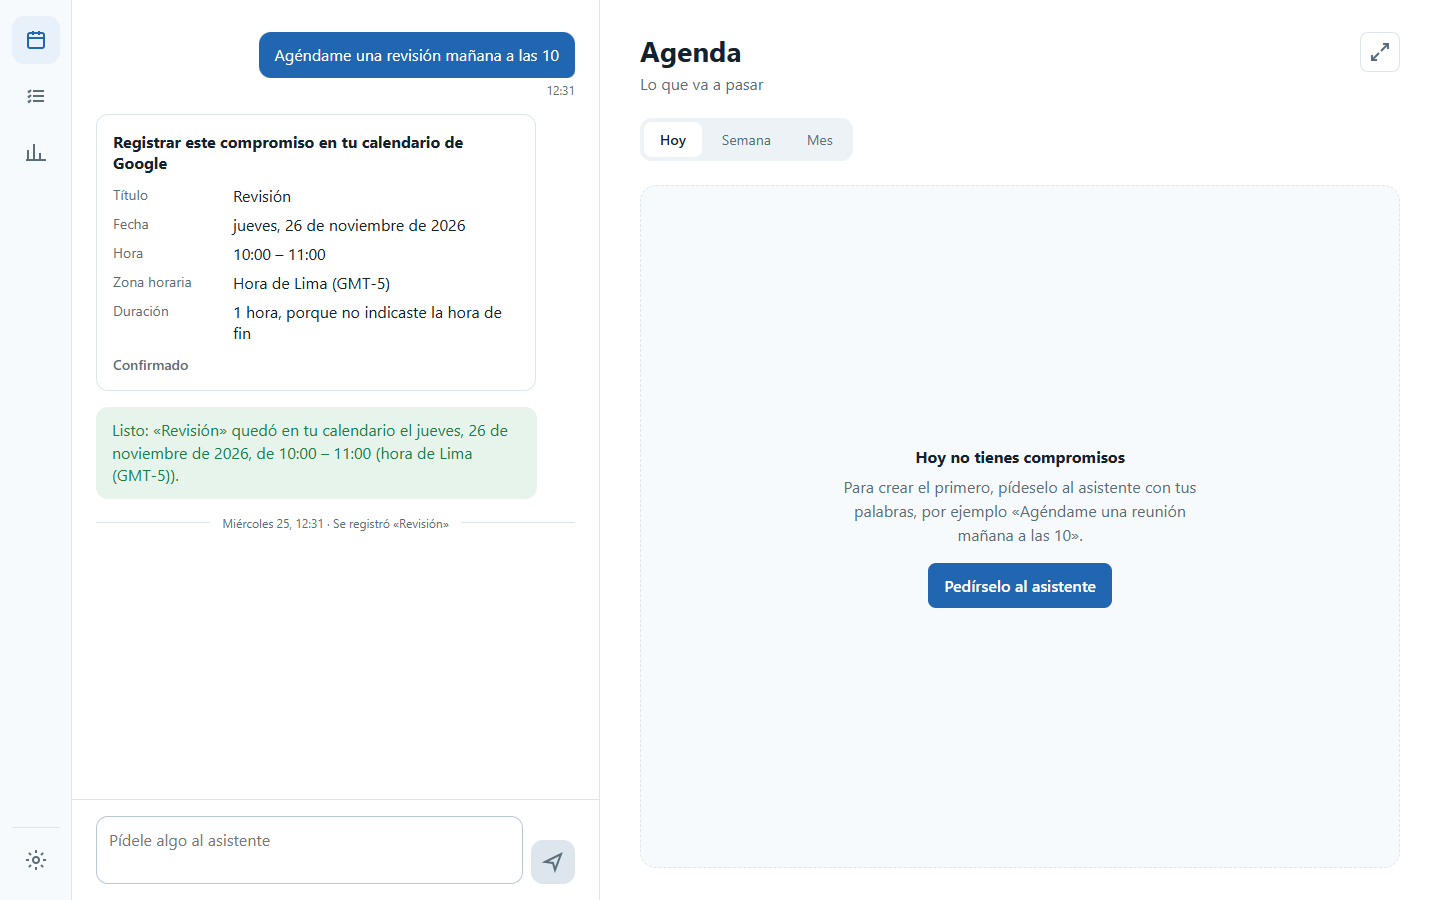 Agéndame una revisión mañana a las 10
12:31
Registrar este compromiso en tu calendario de
Google
Título Revisión
Fecha jueves, 26 de noviembre de 2026
Hora 10:00 – 11:00
Zona horaria Hora de Lima (GMT-5)
Duración 1 hora, porque no indicaste la hora de
fin
Confirmado
Listo: «Revisión» quedó en tu calendario el jueves, 26 de
noviembre de 2026, de 10:00 – 11:00 (hora de Lima
(GMT-5)).
Miércoles 25, 12:31 · Se registró «Revisión»
Pídele algo al asistente
Agenda
Lo que va a pasar
Hoy Semana Mes
Hoy no tienes compromisos
Para crear el primero, pídeselo al asistente con tus
palabras, por ejemplo «Agéndame una reunión
mañana a las 10».
Pedírselo al asistente